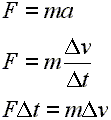 F = ma
F = m Δv/Δt
FΔt = mΔv